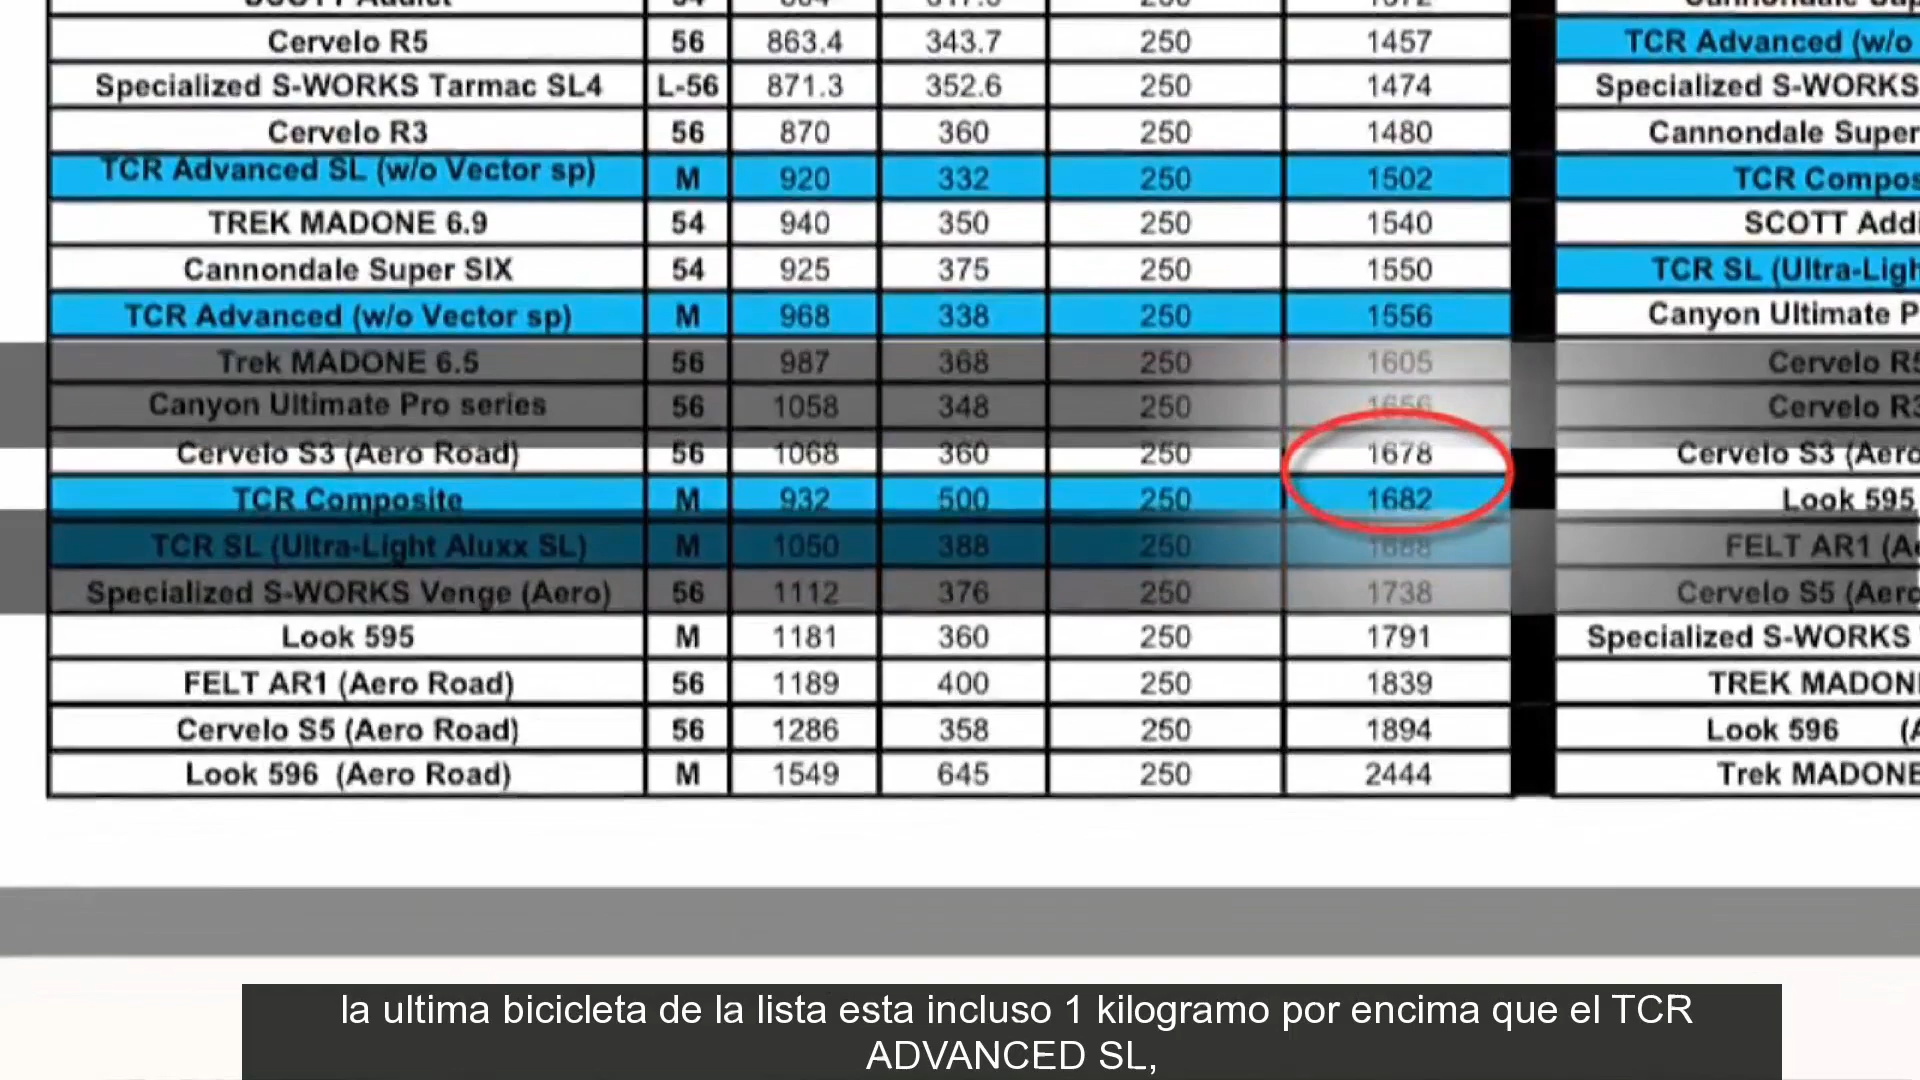 SCOTT Addict 54
Cervelo R5 56 863.4 343.7 250 1457 TCR Advanced (w/o
Specialized S-WORKS Tarmac SL4 L-56 871.3 352.6 250 1474 Specialized S-WORKS
Cervelo R3 56 870 360 250 1480 Cannondale Super
TCR Advanced SL (w/o Vector sp) M 920 332 250 1502 TCR Compos
TREK MADONE 6.9 54 940 350 250 1540 SCOTT Addi
Cannondale Super SIX 54 925 375 250 1550 TCR SL (Ultra-Ligh
TCR Advanced (w/o Vector sp) M 968 338 250 1556 Canyon Ultimate P
Trek MADONE 6.5 56 987 368 250 1605 Cervelo R5
Canyon Ultimate Pro series 56 1058 348 250 1656 Cervelo R3
Cervelo S3 (Aero Road) 56 1068 360 250 1678 Cervelo S3 (Aero
TCR Composite M 932 500 250 1682 Look 595
TCR SL (Ultra-Light Aluxx SL) M 1050 388 250 1688 FELT AR1 (Ae
Specialized S-WORKS Venge (Aero) 56 1112 376 250 1738 Cervelo S5 (Aero
Look 595 M 1181 360 250 1791 Specialized S-WORKS
FELT AR1 (Aero Road) 56 1189 400 250 1839 TREK MADON
Cervelo S5 (Aero Road) 56 1286 358 250 1894 Look 596 (A
Look 596 (Aero Road) M 1549 645 250 2444 Trek MADONE
la ultima bicicleta de la lista esta incluso 1 kilogramo por encima que el TCR
ADVANCED SL,